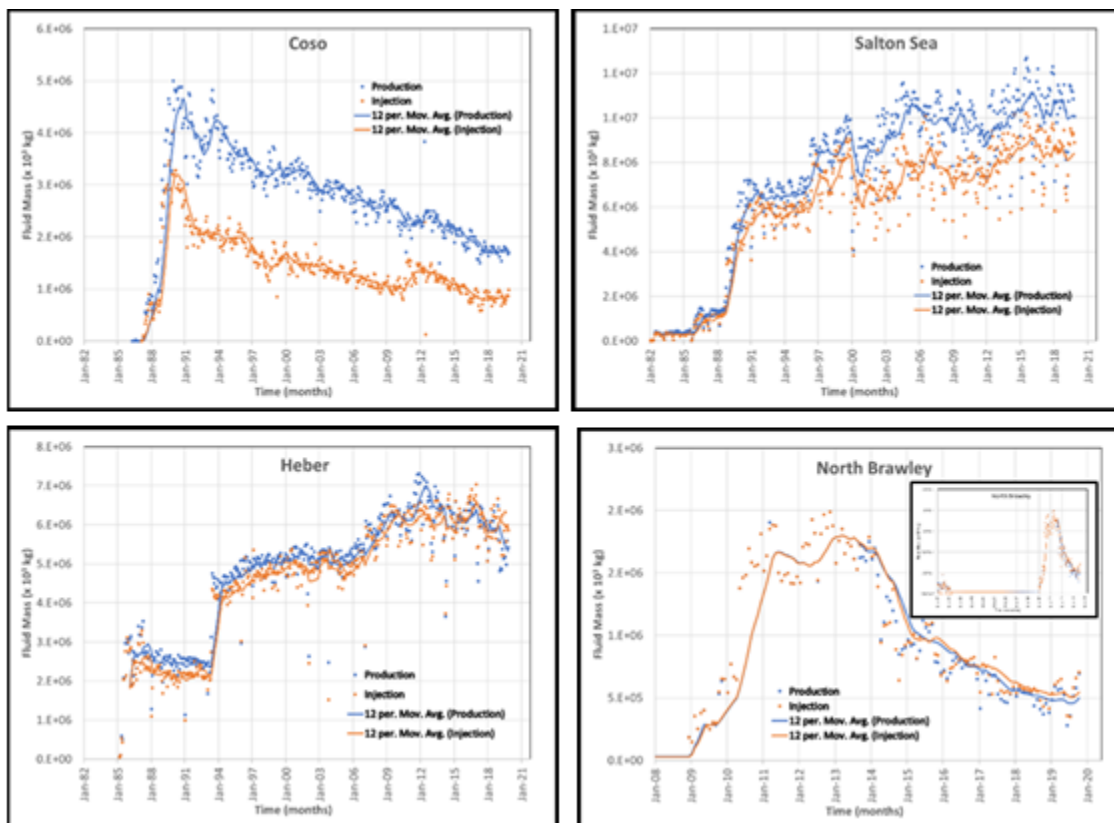 Coso
6.E+06
5.E+06
4.E+06
3.E+06
2.E+06
1.E+06
0.E+00
Fluid Mass (x 10³ kg)
Production
Injection
12 per. Mov. Avg. (Production)
12 per. Mov. Avg. (Injection)
Jan-82
Jan-85
Jan-88
Jan-91
Jan-94
Jan-97
Jan-00
Jan-03
Jan-06
Jan-09
Jan-12
Jan-15
Jan-18
Jan-21
Time (months)
Salton Sea
1.E+07
1.E+07
1.E+07
8.E+06
6.E+06
4.E+06
2.E+06
0.E+00
Fluid Mass (x 10³ kg)
Production
Injection
12 per. Mov. Avg. (Production)
12 per. Mov. Avg. (Injection)
Jan-82
Jan-85
Jan-88
Jan-91
Jan-94
Jan-97
Jan-00
Jan-03
Jan-06
Jan-09
Jan-12
Jan-15
Jan-18
Jan-21
Time (months)
Heber
8.E+06
7.E+06
6.E+06
5.E+06
4.E+06
3.E+06
2.E+06
1.E+06
0.E+00
Fluid Mass (x 10³ kg)
Production
Injection
12 per. Mov. Avg. (Production)
12 per. Mov. Avg. (Injection)
Jan-82
Jan-85
Jan-88
Jan-91
Jan-94
Jan-97
Jan-00
Jan-03
Jan-06
Jan-09
Jan-12
Jan-15
Jan-18
Jan-21
Time (months)
North Brawley
3.E+06
2.E+06
2.E+06
1.E+06
5.E+05
0.E+00
Fluid Mass (x 10³ kg)
North Brawley
Production
Injection
12 per. Mov. Avg. (Production)
12 per. Mov. Avg. (Injection)
Jan-08
Jan-09
Jan-10
Jan-11
Jan-12
Jan-13
Jan-14
Jan-15
Jan-16
Jan-17
Jan-18
Jan-19
Jan-20
Time (months)